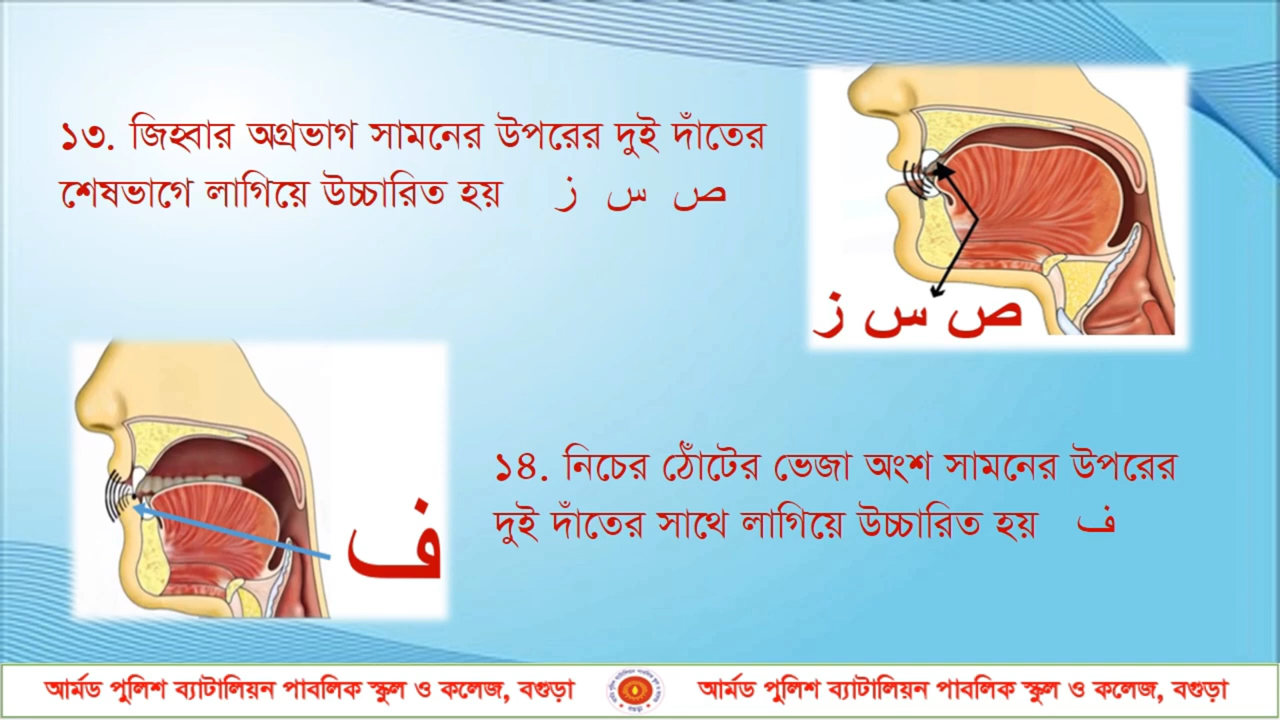 ১৩. জিহ্বার অগ্রভাগ সামনের উপরের দুই দাঁতের
শেষভাগে লাগিয়ে উচ্চারিত হয় ز س ص
ز س ص
১৪. নিচের ঠোঁটের ভেজা অংশ সামনের উপরের
দুই দাঁতের সাথে লাগিয়ে উচ্চারিত হয় ف
ف
আর্মড পুলিশ ব্যাটালিয়ন পাবলিক স্কুল ও কলেজ, বগুড়া
আর্মড পুলিশ ব্যাটালিয়ন পাবলিক স্কুল ও কলেজ, বগুড়া